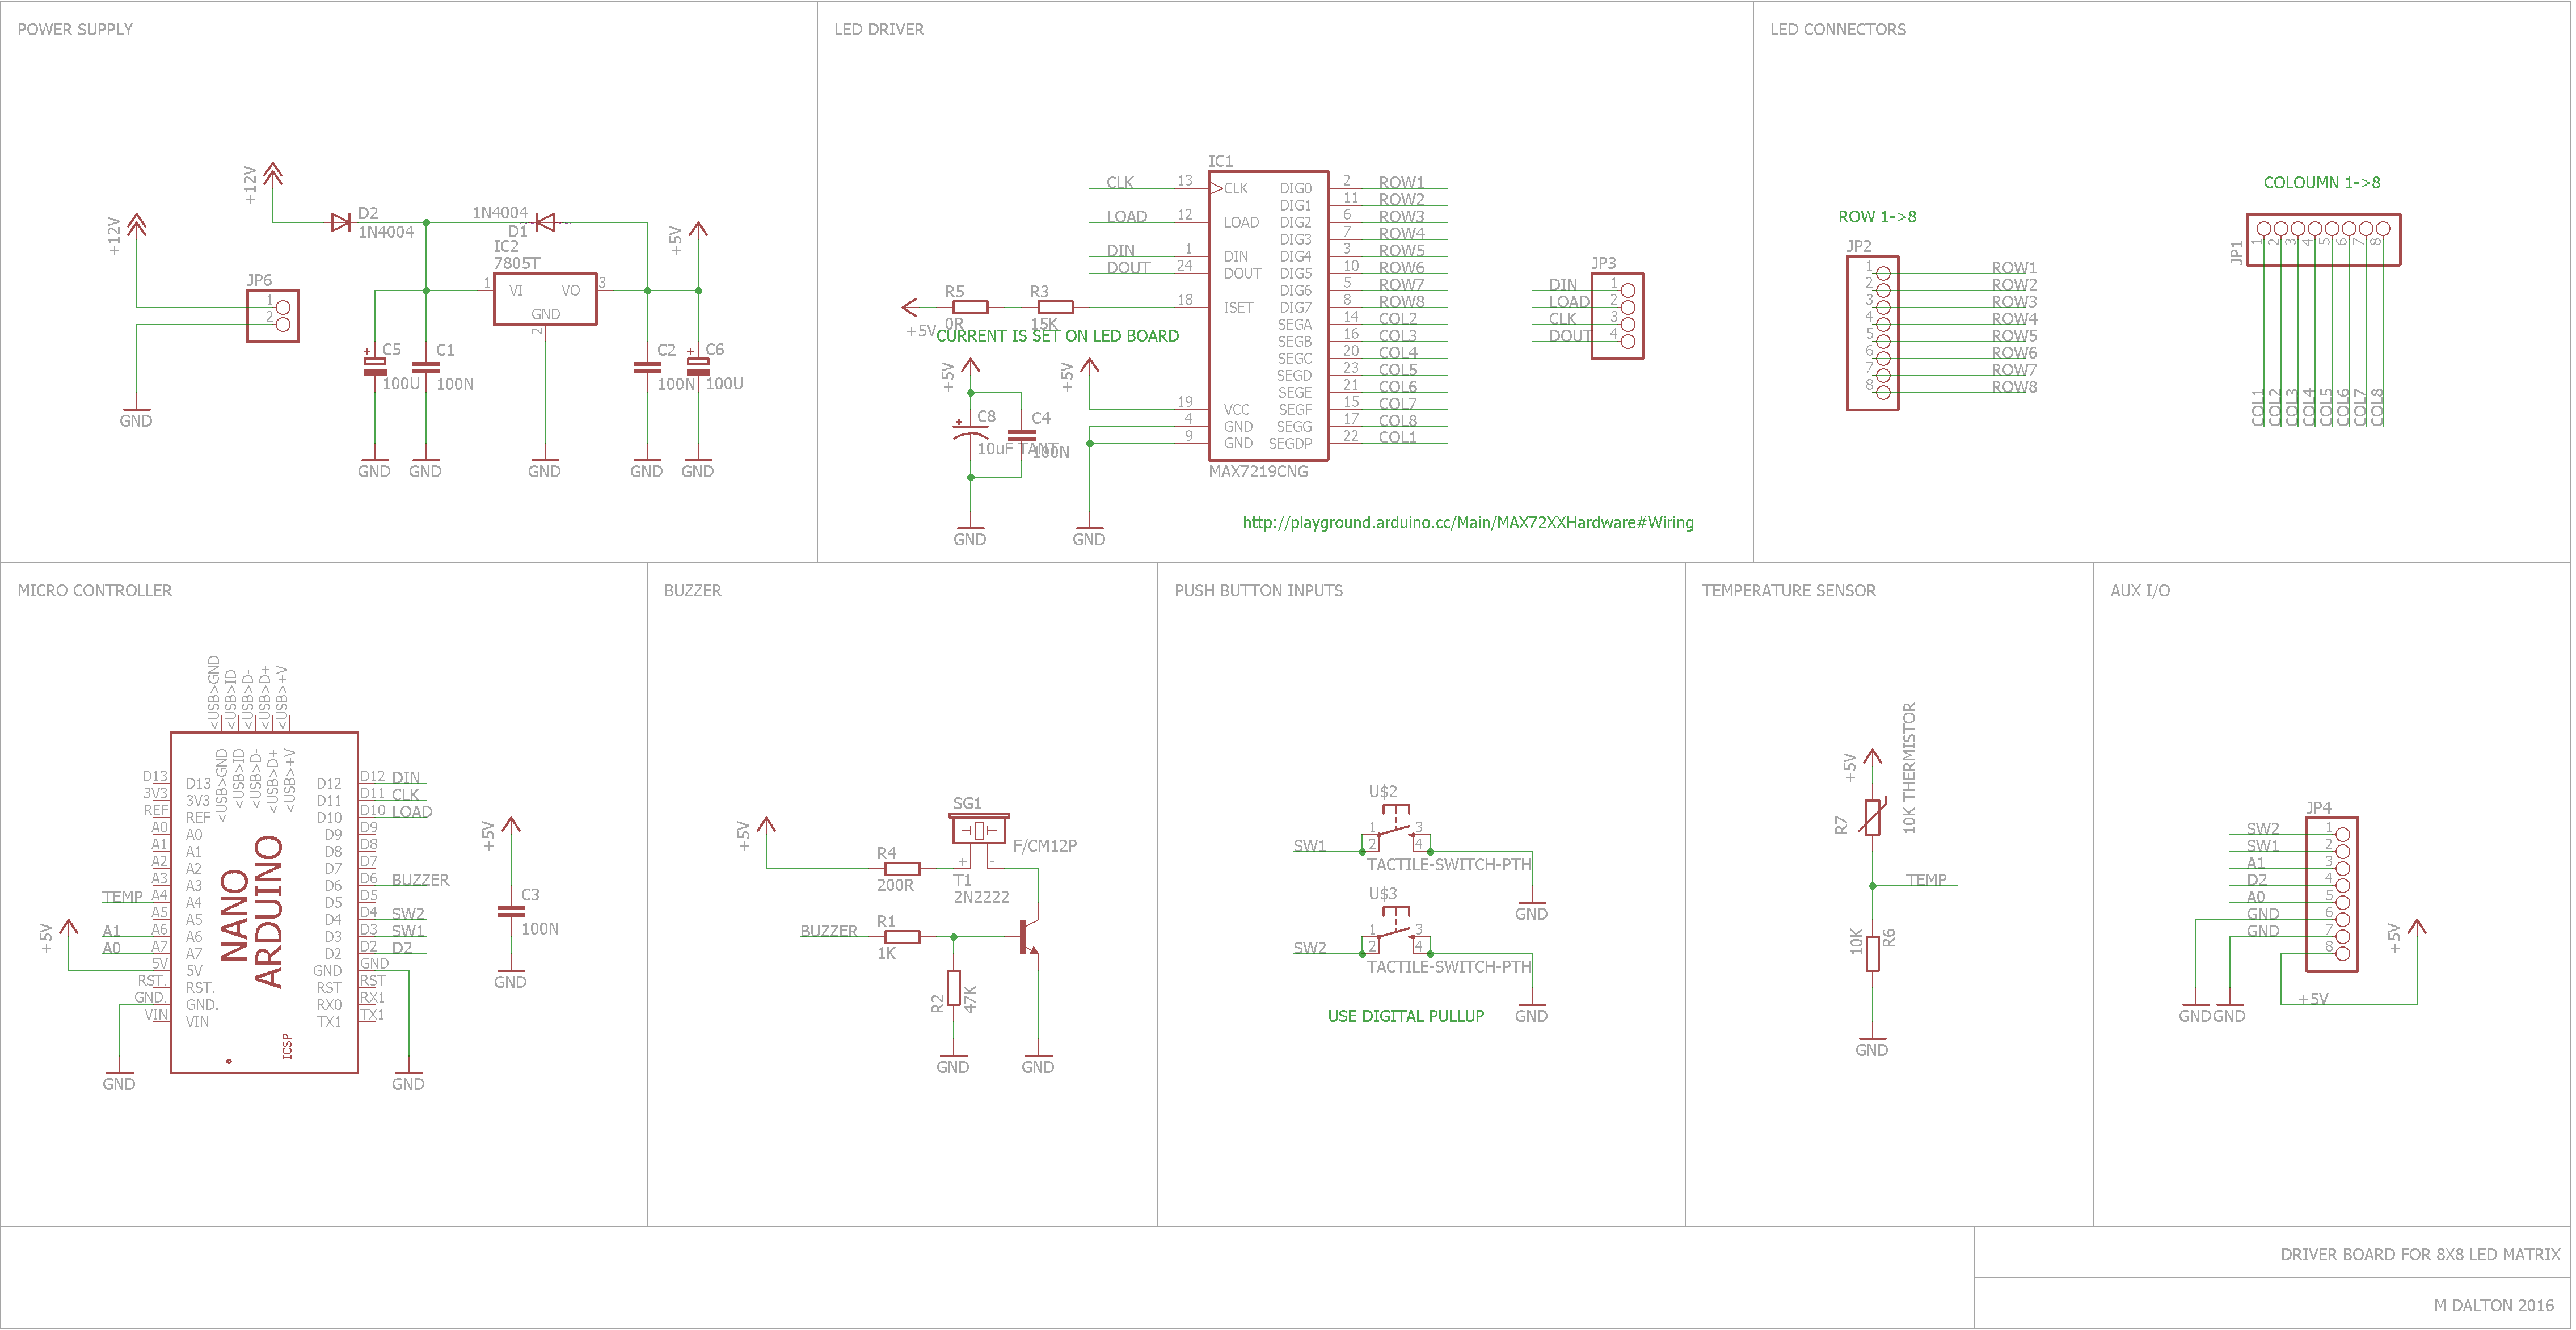 POWER SUPPLY
+12V
+12V
D2
1N4004
1N4004
D1
IC2
7805T
1
VI
VO
3
GND
2
+5V
JP6
1
2
GND
C5
100U
C1
100N
C2
100N
C6
100U
GND
GND
GND
GND
GND
LED DRIVER
IC1
CLK 13 CLK
LOAD 12 LOAD
DIN 1 DIN
DOUT 24 DOUT
18 ISET
19 VCC
4 GND
9 GND
DIG0 2 ROW1
DIG1 11 ROW2
DIG2 6 ROW3
DIG3 7 ROW4
DIG4 3 ROW5
DIG5 10 ROW6
DIG6 5 ROW7
DIG7 8 ROW8
SEGA 14 COL2
SEGB 16 COL3
SEGC 20 COL4
SEGD 23 COL5
SEGE 21 COL6
SEGF 15 COL7
SEGG 17 COL8
SEGDP 22 COL1
MAX7219CNG
R5
0R
R3
15K
+5V
CURRENT IS SET ON LED BOARD
+5V
+5V
C8
10uF TANT
C4
100N
GND
GND
JP3
DIN 1
LOAD 2
CLK 3
DOUT 4
http://playground.arduino.cc/Main/MAX72XXHardware#Wiring
LED CONNECTORS
ROW 1->8
JP2
1 ROW1
2 ROW2
3 ROW3
4 ROW4
5 ROW5
6 ROW6
7 ROW7
8 ROW8
COLOUMN 1->8
JP1
1 2 3 4 5 6 7 8
COL1
COL2
COL3
COL4
COL5
COL6
COL7
COL8
MICRO CONTROLLER
<USB>GND
<USB>ID
<USB>D-
<USB>D+
<USB>+V
<USB>GND
<USB>ID
<USB>D-
<USB>D+
<USB>+V
D13 D13
3V3 3V3
REF REF
A0 A0
A1 A1
A2 A2
A3 A3
TEMP A4 A4
A5 A5
A1 A6 A6
A0 A7 A7
5V 5V
RST. RST.
GND. GND.
VIN VIN
+5V
GND
NANO
ARDUINO
ICSP
D12 D12 DIN
D11 D11 CLK
D10 D10 LOAD
D9 D9
D8 D8
D7 D7
D6 D6 BUZZER
D5 D5
D4 D4 SW2
D3 D3 SW1
D2 D2 D2
GND GND
RST RST
RX0 RX1
TX1 TX1
GND
+5V
C3
100N
GND
BUZZER
+5V
SG1
F/CM12P
+ -
R4
200R
T1
2N2222
BUZZER
R1
1K
R2
47K
GND
GND
PUSH BUTTON INPUTS
U$2
SW1
1
2
3
4
TACTILE-SWITCH-PTH
GND
U$3
SW2
1
2
3
4
TACTILE-SWITCH-PTH
GND
USE DIGITAL PULLUP
TEMPERATURE SENSOR
+5V
R7
10K THERMISTOR
TEMP
10K
R6
GND
AUX I/O
JP4
SW2 1
SW1 2
A1 3
D2 4
A0 5
GND 6
GND 7
8
+5V
+5V
GND
GND
DRIVER BOARD FOR 8X8 LED MATRIX
M DALTON 2016